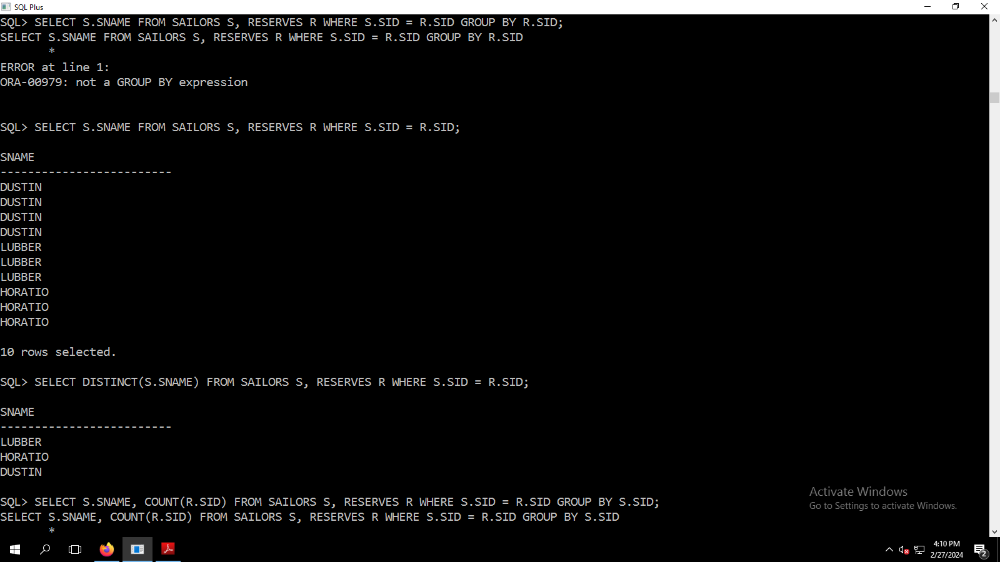 SQL Plus
SQL> SELECT S.SNAME FROM SAILORS S, RESERVES R WHERE S.SID = R.SID GROUP BY R.SID;
SELECT S.SNAME FROM SAILORS S, RESERVES R WHERE S.SID = R.SID GROUP BY R.SID
*
ERROR at line 1:
ORA-00979: not a GROUP BY expression
SQL> SELECT S.SNAME FROM SAILORS S, RESERVES R WHERE S.SID = R.SID;
SNAME
-------------------------
DUSTIN
DUSTIN
DUSTIN
DUSTIN
LUBBER
LUBBER
LUBBER
HORATIO
HORATIO
HORATIO
10 rows selected.
SQL> SELECT DISTINCT(S.SNAME) FROM SAILORS S, RESERVES R WHERE S.SID = R.SID;
SNAME
-------------------------
LUBBER
HORATIO
DUSTIN
SQL> SELECT S.SNAME, COUNT(R.SID) FROM SAILORS S, RESERVES R WHERE S.SID = R.SID GROUP BY S.SID;
SELECT S.SNAME, COUNT(R.SID) FROM SAILORS S, RESERVES R WHERE S.SID = R.SID GROUP BY S.SID
*
Activate Windows
Go to Settings to activate Windows.
4:10 PM
2/27/2024
2